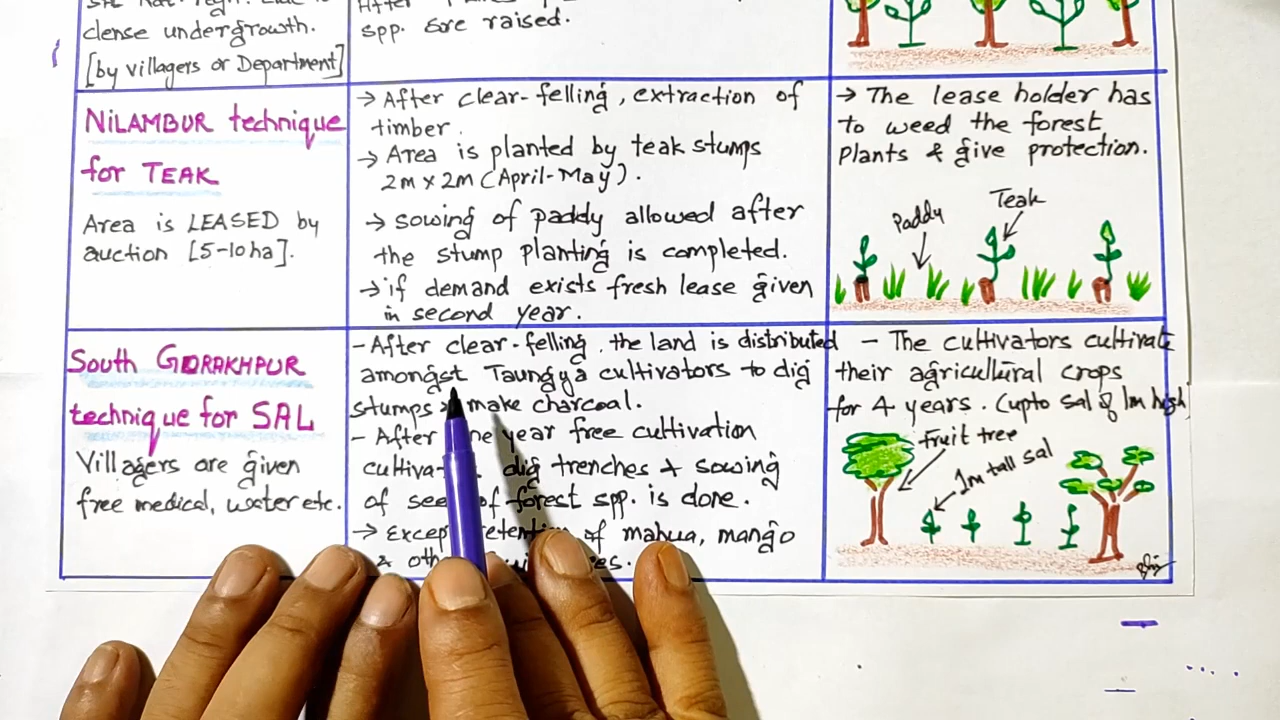 dense undergrowth.
[by villagers or Department]
spp. are raised.
NILAMBUR technique
for TEAK
Area is LEASED by
auction [5-10 ha].
→ After clear-felling, extraction of
timber.
→ Area is planted by teak stumps
2m x 2m (April-May).
→ sowing of paddy allowed after
the stump planting is completed.
→ if demand exists fresh lease given
in second year.
→ The lease holder has
to weed the forest
plants & give protection.
Paddy
Teak
South GORAKHPUR
technique for SAL
Villagers are given
free medical, water etc.
- After clear-felling, the land is distributed
amongst Taungya cultivators to dig
stumps make charcoal.
- After year free cultivation
dig trenches & sowing
of forest spp. is done.
→ of mahua, mango
&
- The cultivators cultivate
their agricultural crops
for 4 years. (upto sal of 1m high
Fruit tree
1m tall sal